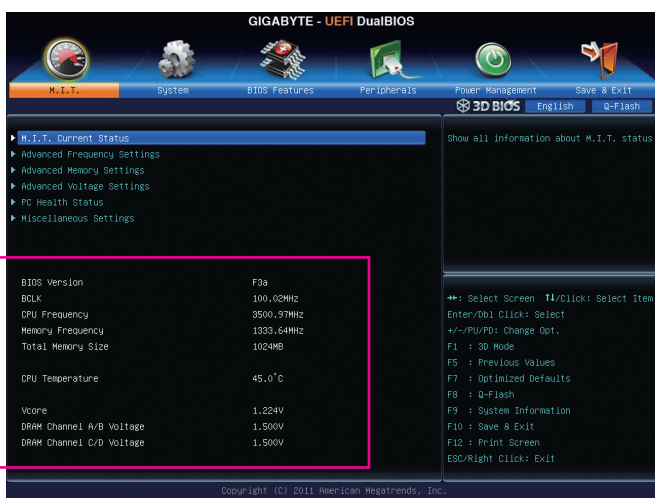 GIGABYTE - UEFI DualBIOS
M.I.T. System BIOS Features Peripherals Power Management Save & Exit
3D BIOS English Q-Flash
M.I.T. Current Status
Advanced Frequency Settings
Advanced Memory Settings
Advanced Voltage Settings
PC Health Status
Miscellaneous Settings
Show all information about M.I.T. status
BIOS Version F3a
BCLK 100.02MHz
CPU Frequency 3500.97MHz
Memory Frequency 1333.64MHz
Total Memory Size 1024MB
CPU Temperature 45.0°C
Vcore 1.224V
DRAM Channel A/B Voltage 1.500V
DRAM Channel C/D Voltage 1.500V
→←: Select Screen ↑↓/Click: Select Item
Enter/Dbl Click: Select
+/-/PU/PD: Change Opt.
F1 : 3D Mode
F5 : Previous Values
F7 : Optimized Defaults
F8 : Q-Flash
F9 : System Information
F10 : Save & Exit
F12 : Print Screen
ESC/Right Click: Exit
Copyright (C) 2011 American Megatrends, Inc.